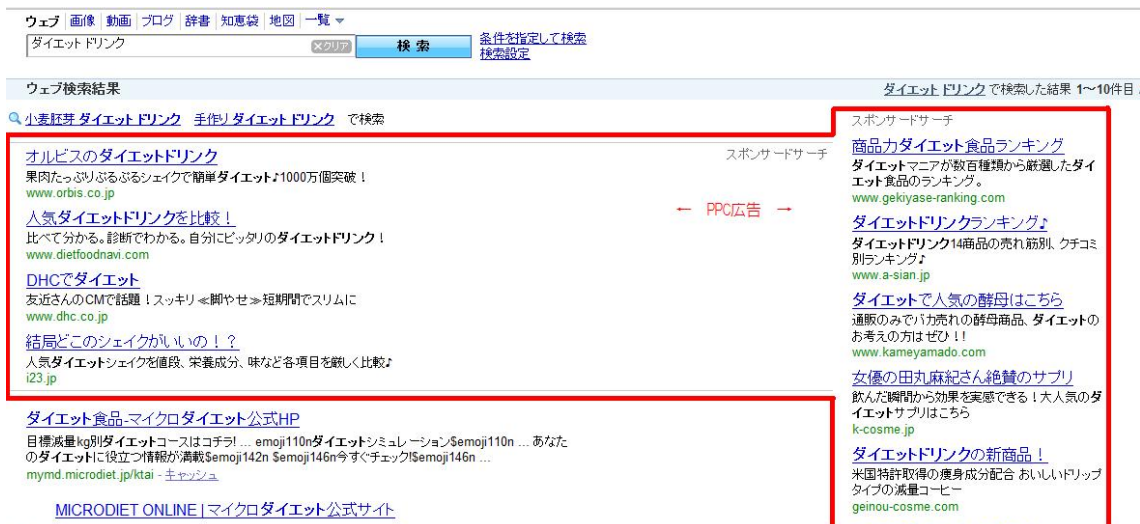 ウェブ 画像 動画 ブログ 辞書 知恵袋 地図 一覧
ダイエットドリンク ×クリア 検索 条件を指定して検索
検索設定
ウェブ検索結果
ダイエット ドリンク で検索した結果 1～10件目
小麦胚芽 ダイエットドリンク 手作り ダイエットドリンク で検索
スポンサードサーチ
オルビスのダイエットドリンク
果肉たっぷりぷるぷるシェイクで簡単ダイエット♪1000万個突破！
www.orbis.co.jp
人気ダイエットドリンクを比較！
比べて分かる。診断でわかる。自分にピッタリのダイエットドリンク！
www.dietfoodnavi.com
DHCでダイエット
友近さんのCMで話題！スッキリ≪脚やせ≫短期間でスリムに
www.dhc.co.jp
結局どこのシェイクがいいの！？
人気ダイエットシェイクを値段、栄養成分、味など各項目を厳しく比較♪
i23.jp
← PPC広告 →
ダイエット食品-マイクロダイエット公式HP
目標減量kg別ダイエットコースはコチラ! ... emoji110nダイエットシミュレーション$emoji110n ... あなた
のダイエットに役立つ情報が満載$emoji142n $emoji146n今すぐチェック!$emoji146n ...
mymd.microdiet.jp/ktai - キャッシュ
MICRODIET ONLINE | マイクロダイエット公式サイト
スポンサードサーチ
商品力ダイエット食品ランキング
ダイエットマニアが数百種類から厳選したダイ
エット食品のランキング。
www.gekiyase-ranking.com
ダイエットドリンクランキング♪
ダイエットドリンク14商品の売れ筋別、クチコミ
別ランキング♪
www.a-sian.jp
ダイエットで人気の酵母はこちら
通販のみでバカ売れの酵母商品、ダイエットの
お考えの方はぜひ！！
www.kameyamado.com
女優の田丸麻紀さん絶賛のサプリ
飲んだ瞬間から効果を実感できる！大人気のダ
イエットサプリはこちら
k-cosme.jp
ダイエットドリンクの新商品！
米国特許取得の痩身成分配合 おいしいドリップ
タイプの減量コーヒー
geinou-cosme.com